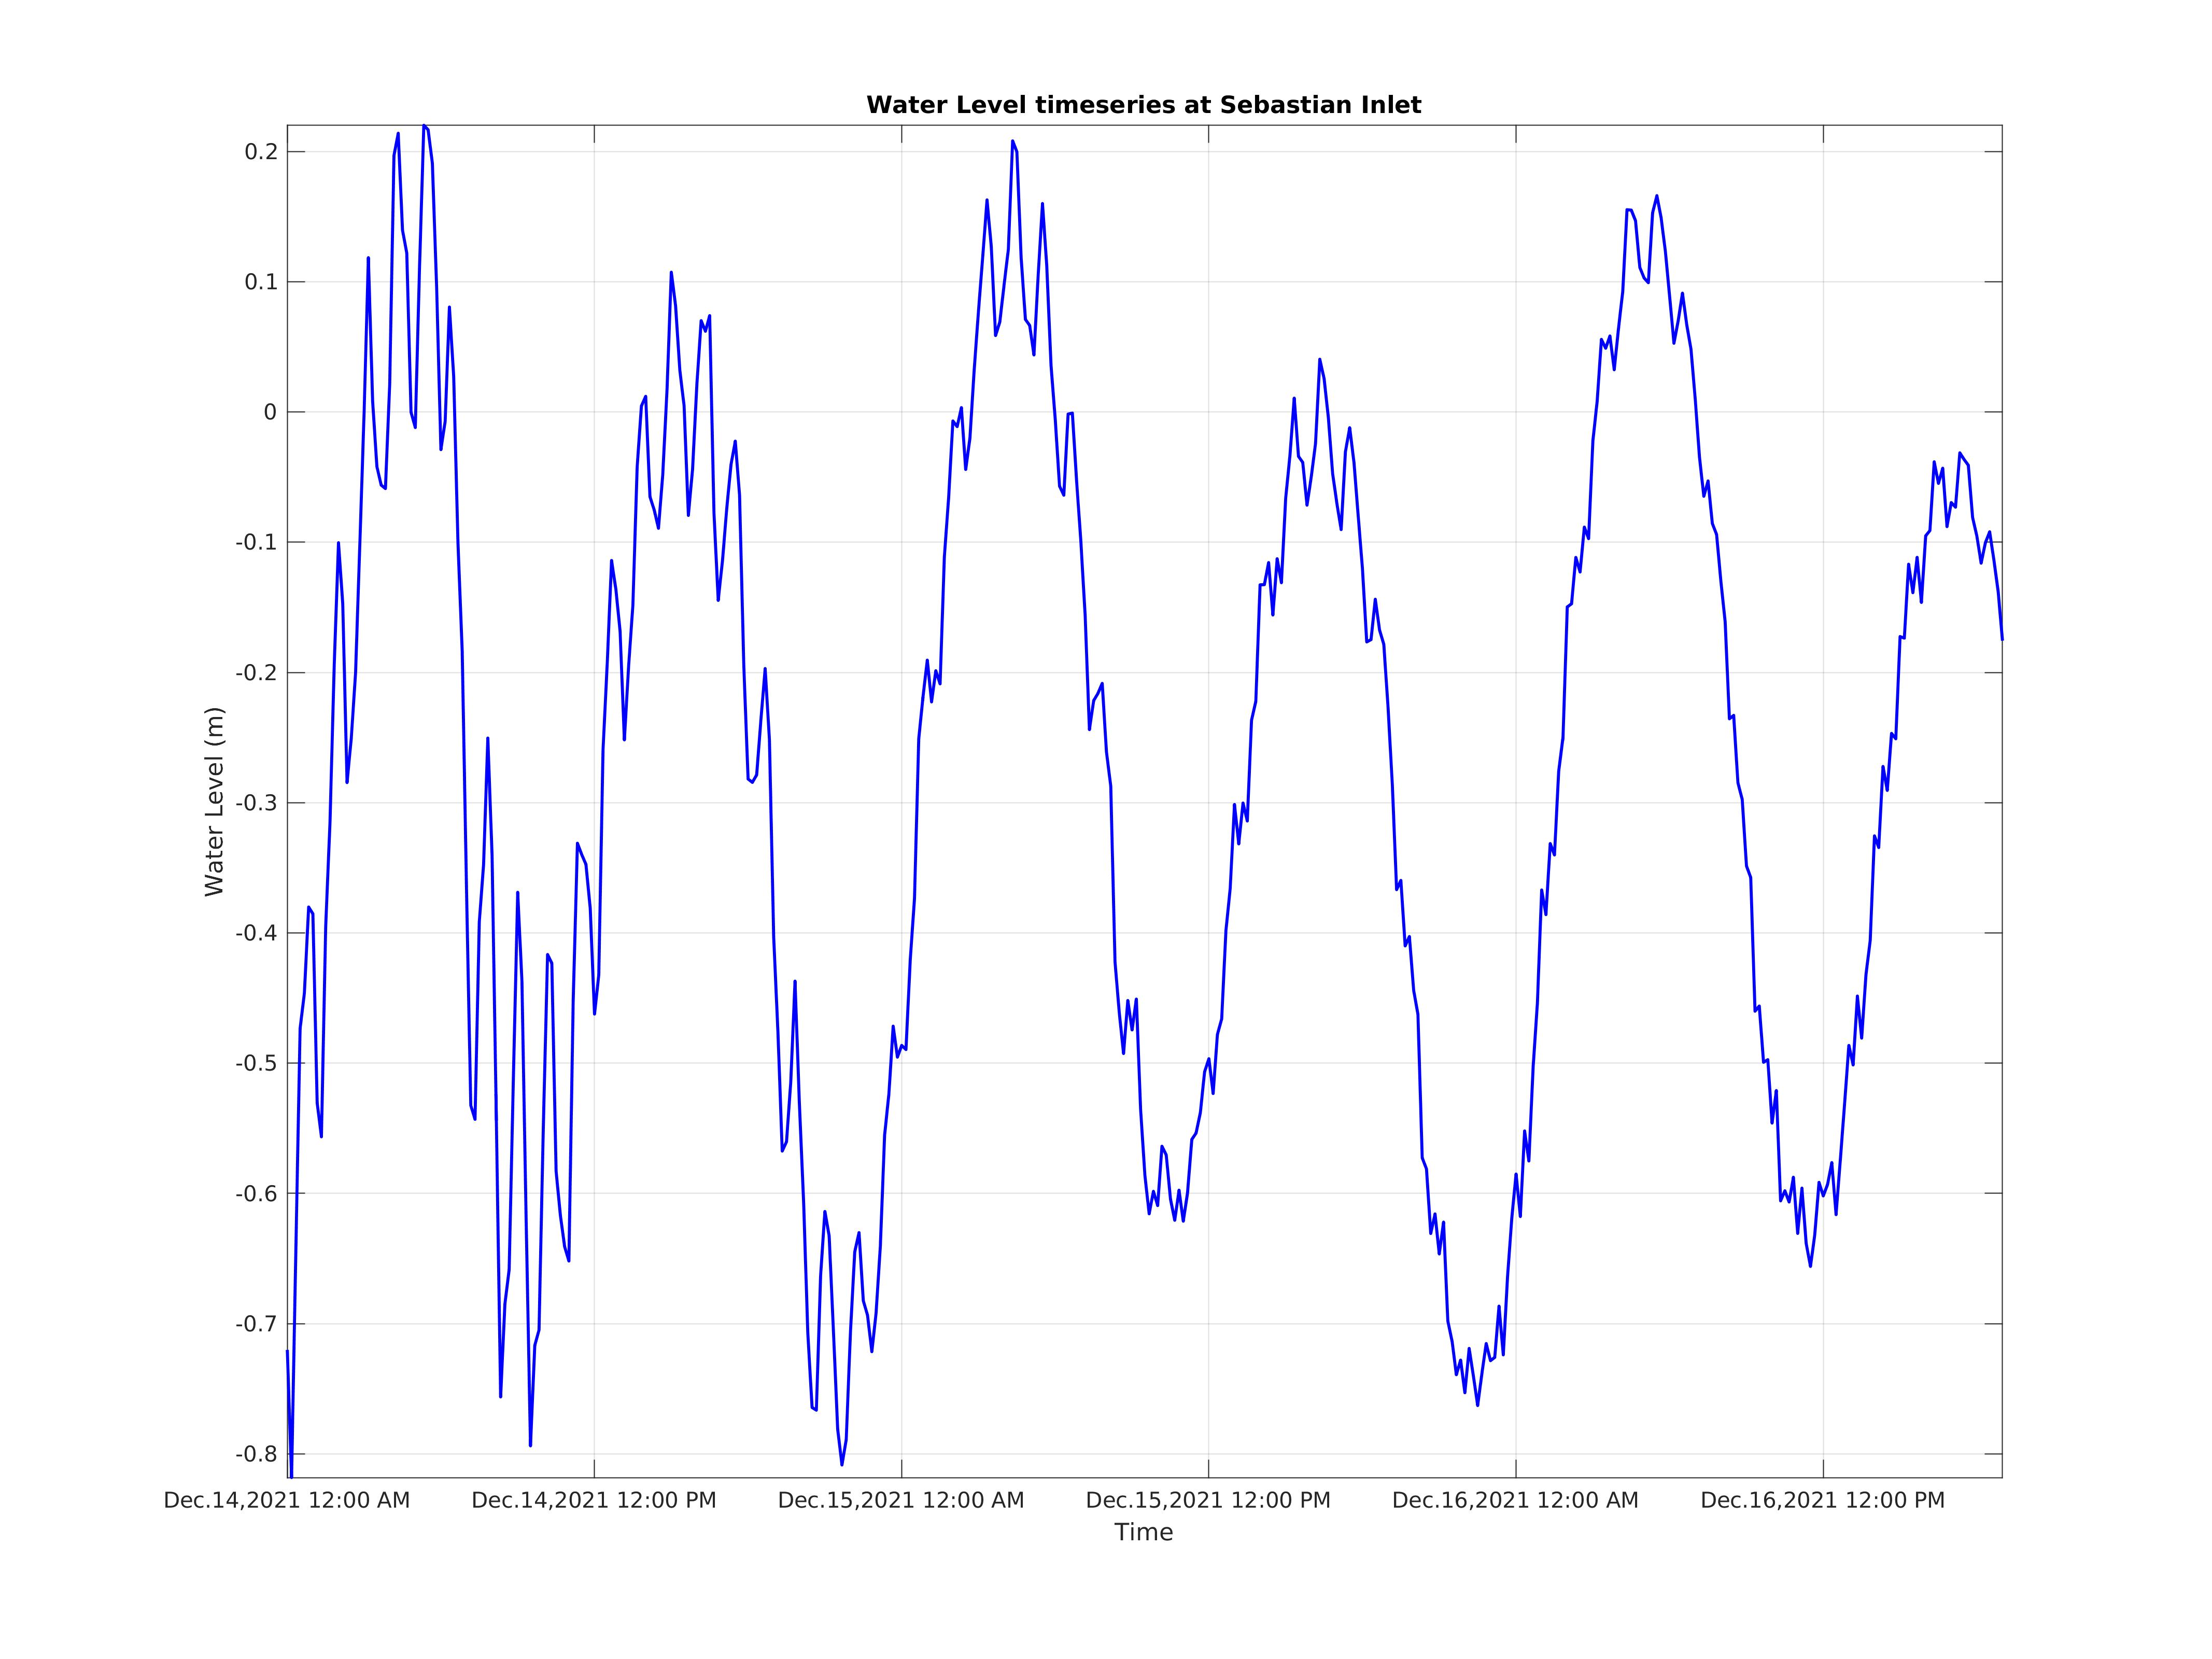 Water Level timeseries at Sebastian Inlet
0.2
0.1
0
-0.1
-0.2
-0.3
-0.4
-0.5
-0.6
-0.7
-0.8
Water Level (m)
Dec.14,2021 12:00 AM
Dec.14,2021 12:00 PM
Dec.15,2021 12:00 AM
Dec.15,2021 12:00 PM
Dec.16,2021 12:00 AM
Dec.16,2021 12:00 PM
Time